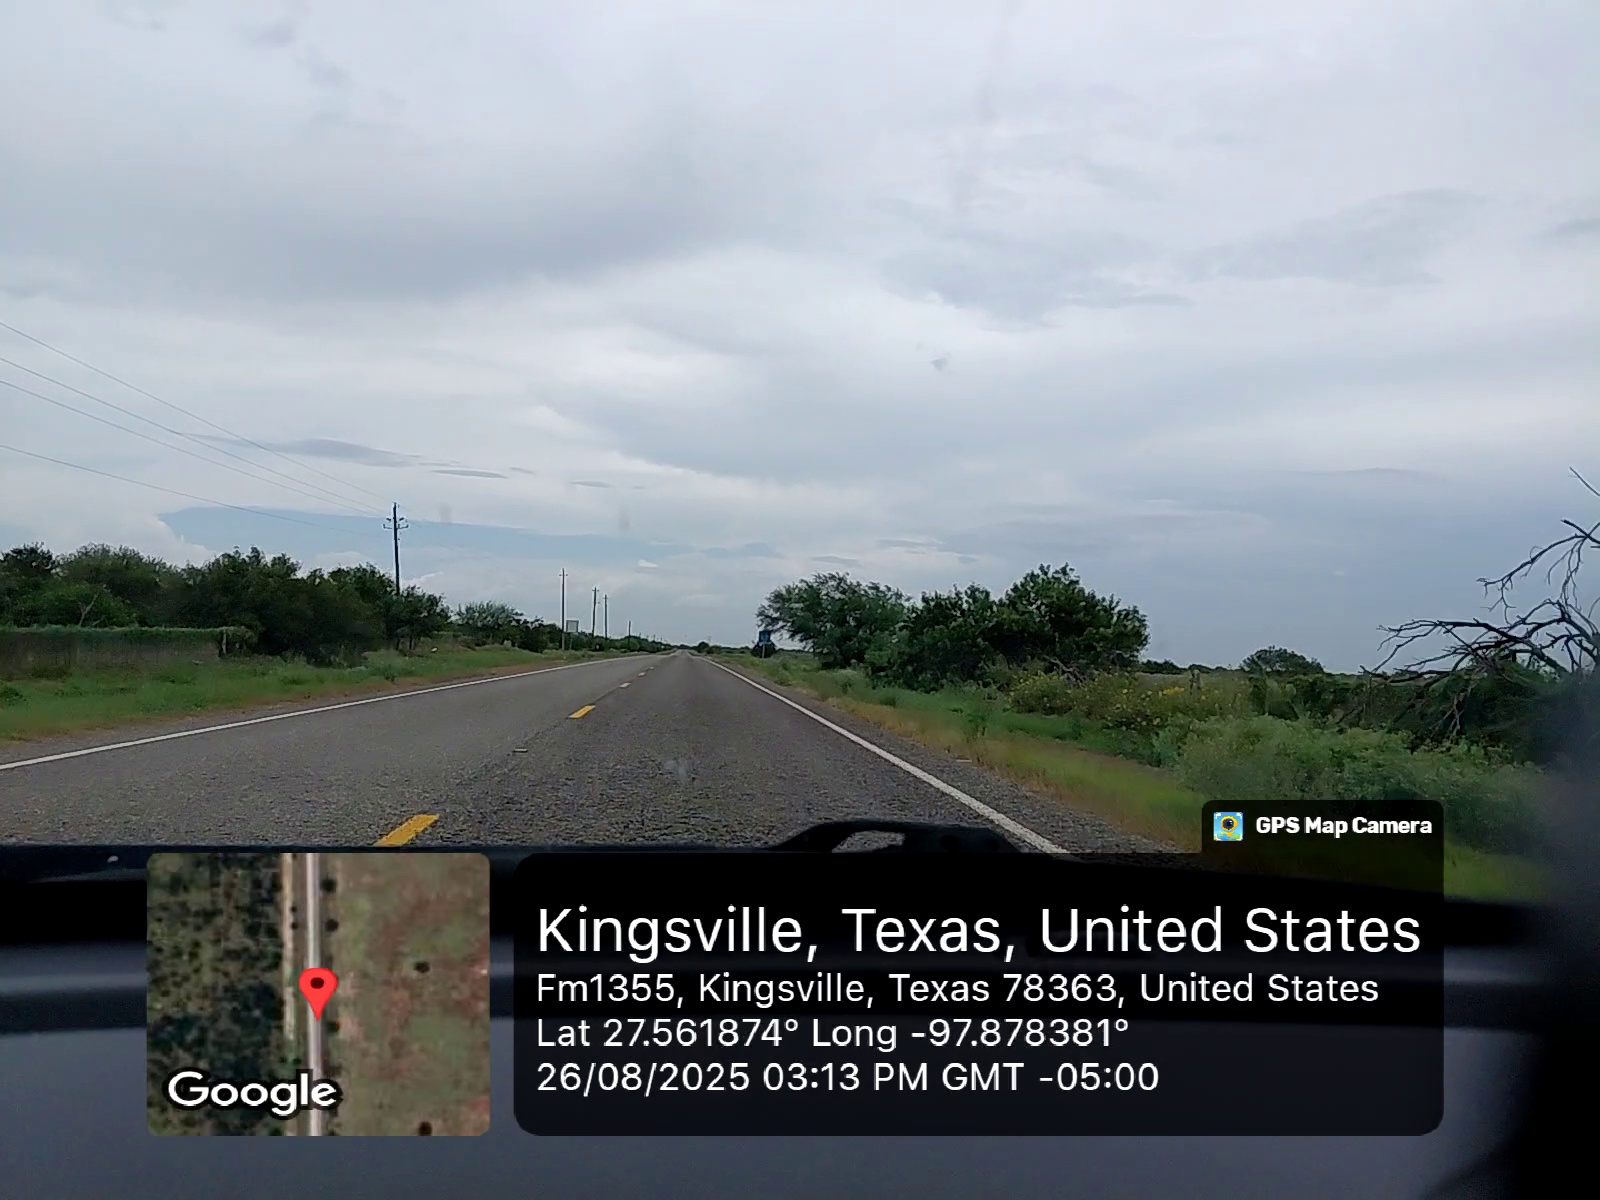 GPS Map Camera
Kingsville, Texas, United States
Fm1355, Kingsville, Texas 78363, United States
Lat 27.561874° Long -97.878381°
26/08/2025 03:13 PM GMT -05:00
Google